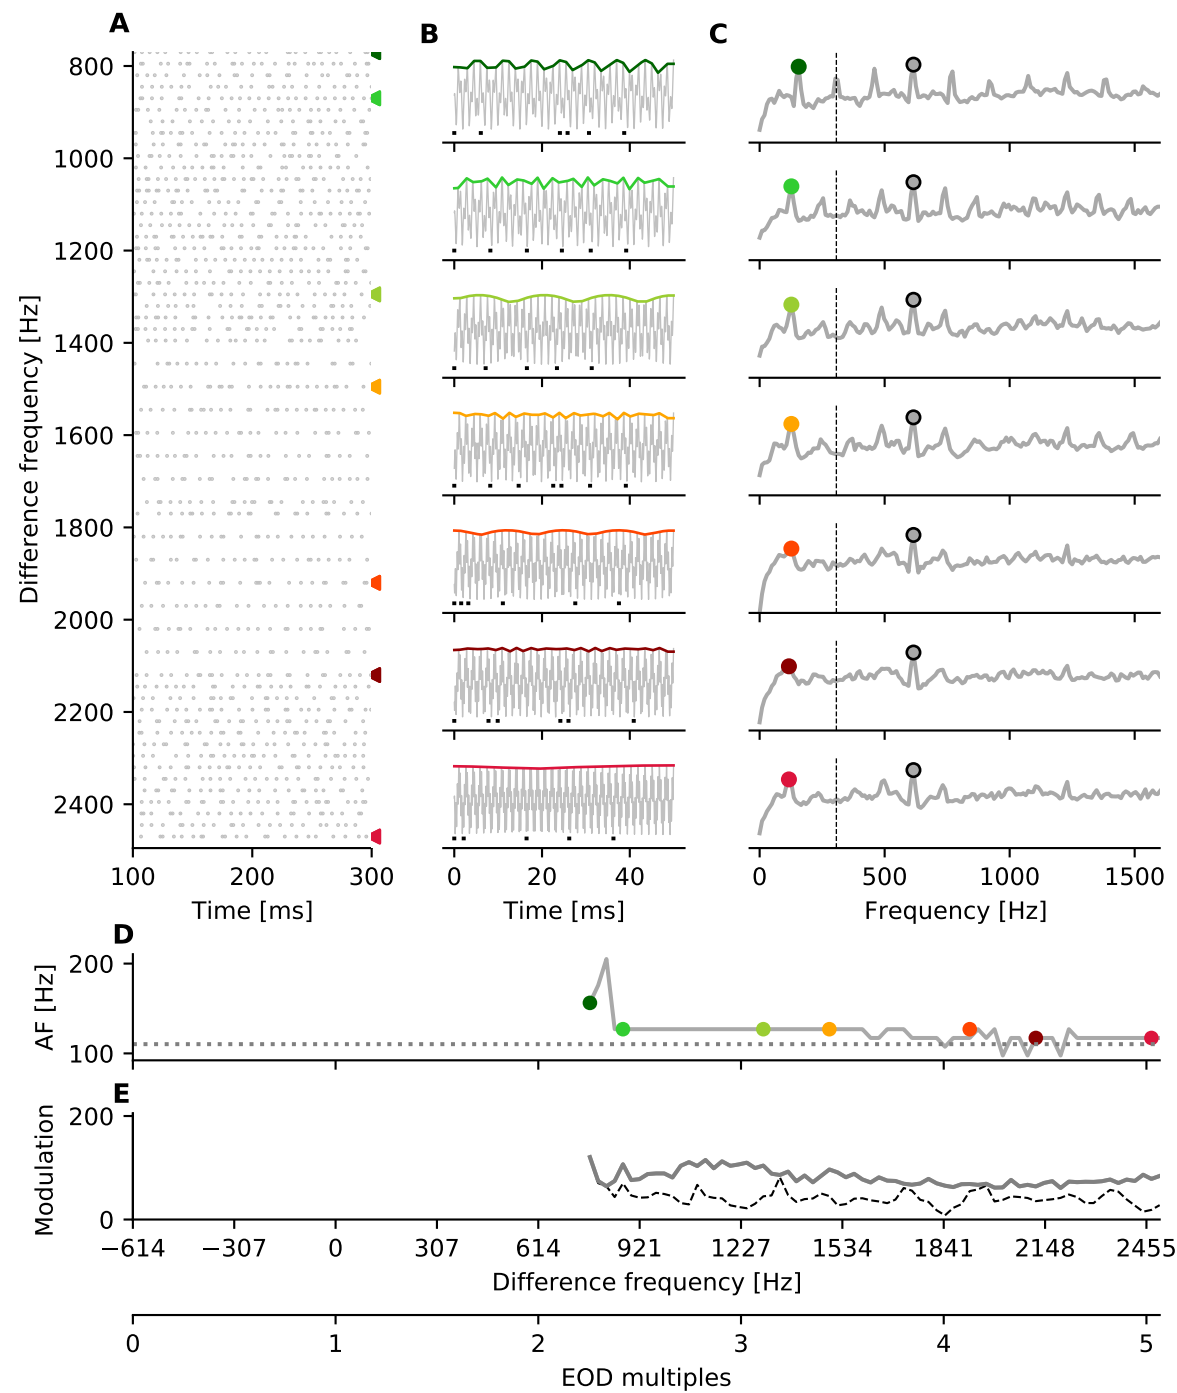 A
B
C
800
1000
1200
1400
1600
1800
2000
2200
2400
Difference frequency [Hz]
100 200 300
0 20 40
0 500 1000 1500
Time [ms]
Time [ms]
Frequency [Hz]
D
200
100
AF [Hz]
E
200
0
Modulation
−614 −307 0 307 614 921 1227 1534 1841 2148 2455
Difference frequency [Hz]
0 1 2 3 4 5
EOD multiples